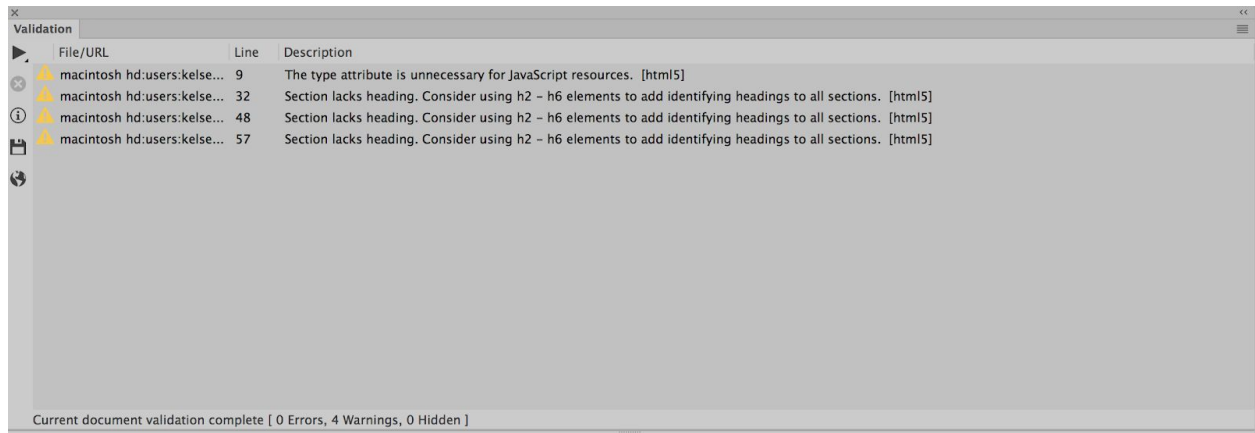 Validation
File/URL Line Description
macintosh hd:users:kelse... 9 The type attribute is unnecessary for JavaScript resources. [html5]
macintosh hd:users:kelse... 32 Section lacks heading. Consider using h2 – h6 elements to add identifying headings to all sections. [html5]
macintosh hd:users:kelse... 48 Section lacks heading. Consider using h2 – h6 elements to add identifying headings to all sections. [html5]
macintosh hd:users:kelse... 57 Section lacks heading. Consider using h2 – h6 elements to add identifying headings to all sections. [html5]
Current document validation complete [ 0 Errors, 4 Warnings, 0 Hidden ]